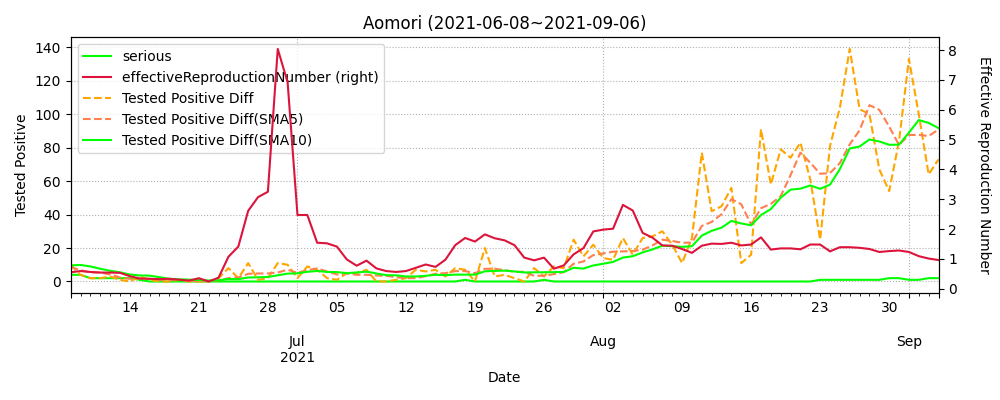 Aomori (2021-06-08~2021-09-06)
serious
effectiveReproductionNumber (right)
Tested Positive Diff
Tested Positive Diff(SMA5)
Tested Positive Diff(SMA10)
Tested Positive
140
120
100
80
60
40
20
0
8
7
6
5
4
3
2
1
0
Effective Reproduction Number
14 21 28 05 12 19 26 02 09 16 23 30
Jul Aug Sep
2021
Date